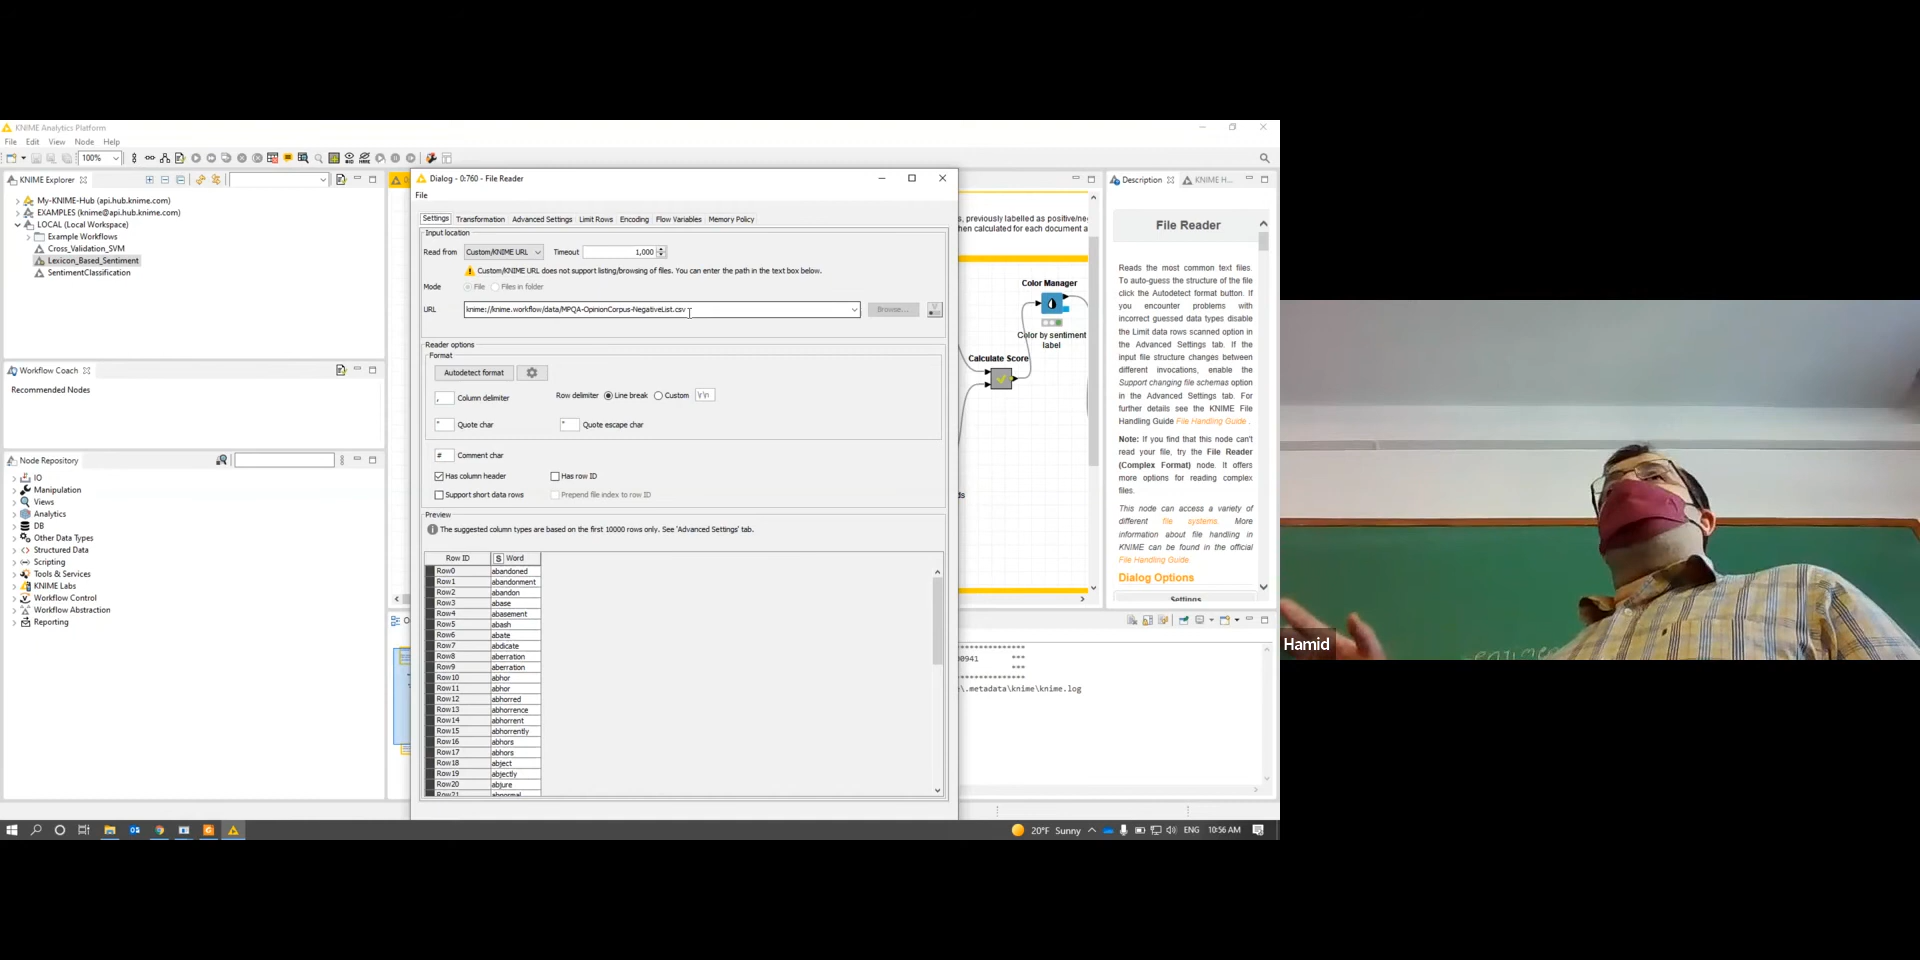 KNIME Analytics Platform
File Edit View Node Help
100%
KNIME Explorer
My-KNIME-Hub (api.hub.knime.com)
EXAMPLES (knime@api.hub.knime.com)
LOCAL (Local Workspace)
Example Workflows
Cross_Validation_SVM
Lexicon_Based_Sentiment
SentimentClassification
Workflow Coach
Recommended Nodes
Node Repository
IO
Manipulation
Views
Analytics
DB
Other Data Types
Structured Data
Scripting
Tools & Services
KNIME Labs
Workflow Control
Workflow Abstraction
Reporting
Dialog - 0:760 - File Reader
File
Settings Transformation Advanced Settings Limit Rows Encoding Flow Variables Memory Policy
Input location
Read from Custom/KNIME URL Timeout 1,000
Custom/KNIME URL does not support listing/browsing of files. You can enter the path in the text box below.
Mode File Files in folder
URL knime://knime.workflow/data/MPQA-OpinionCorpus-NegativeList.csv Browse...
Reader options
Format
Autodetect format
, Column delimiter Row delimiter Line break Custom \r\n
" Quote char " Quote escape char
# Comment char
Has column header Has row ID
Support short data rows Prepend file index to row ID
Preview
The suggested column types are based on the first 10000 rows only. See 'Advanced Settings' tab.
Row ID S Word
Row0 abandoned
Row1 abandonment
Row2 abandon
Row3 abase
Row4 abasement
Row5 abash
Row6 abate
Row7 abdicate
Row8 aberration
Row9 aberration
Row10 abhor
Row11 abhor
Row12 abhorred
Row13 abhorrence
Row14 abhorrent
Row15 abhorrently
Row16 abhors
Row17 abhors
Row18 abject
Row19 abjectly
Row20 abjure
Row21 abnormal
s, previously labelled as positive/neg
hen calculated for each document a
Color Manager
Color by sentiment
label
Calculate Score
ds
***************
00941 ***
***
***************
e\.metadata\knime\knime.log
Description KNIME H...
File Reader
Reads the most common text files.
To auto-guess the structure of the file
click the Autodetect format button. If
you encounter problems with
incorrect guessed data types disable
the Limit data rows scanned option in
the Advanced Settings tab. If the
input file structure changes between
different invocations, enable the
Support changing file schemas option
in the Advanced Settings tab. For
further details see the KNIME File
Handling Guide File Handling Guide .
Note: If you find that this node can't
read your file, try the File Reader
(Complex Format) node. It offers
more options for reading complex
files.
This node can access a variety of
different file systems. More
information about file handling in
KNIME can be found in the official
File Handling Guide.
Dialog Options
Settings
20°F Sunny ENG 10:56 AM
Hamid